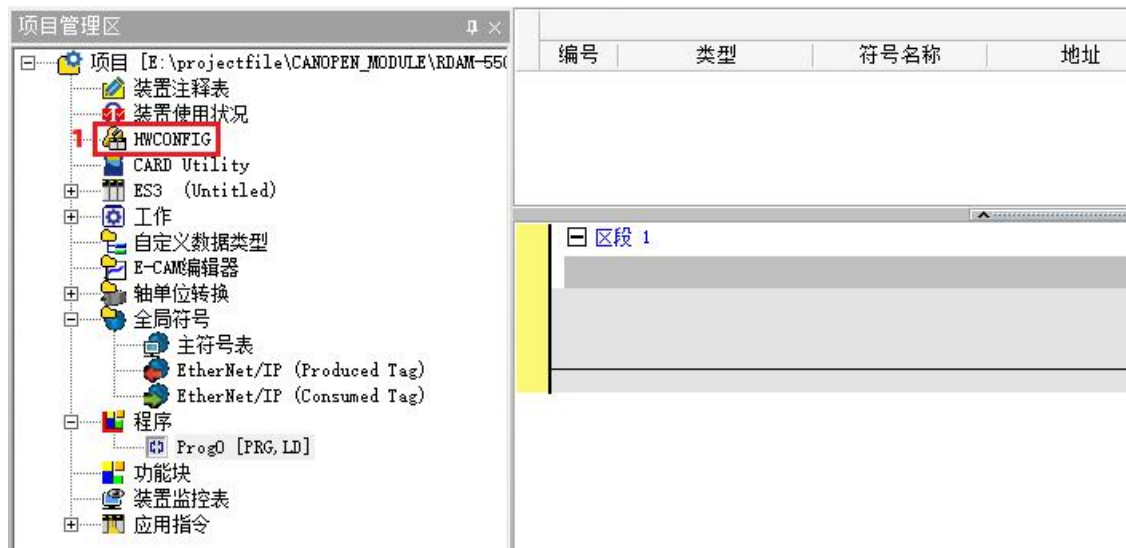 项目管理区
项目 [E:\projectfile\CANOPEN_MODULE\RDAM-550
装置注释表
装置使用状况
1 HWCONFIG
CARD Utility
ES3 (Untitled)
工作
自定义数据类型
E-CAM编辑器
轴单位转换
全局符号
主符号表
EtherNet/IP (Produced Tag)
EtherNet/IP (Consumed Tag)
程序
Prog0 [PRG,LD]
功能块
装置监控表
应用指令
编号 类型 符号名称 地址
区段 1